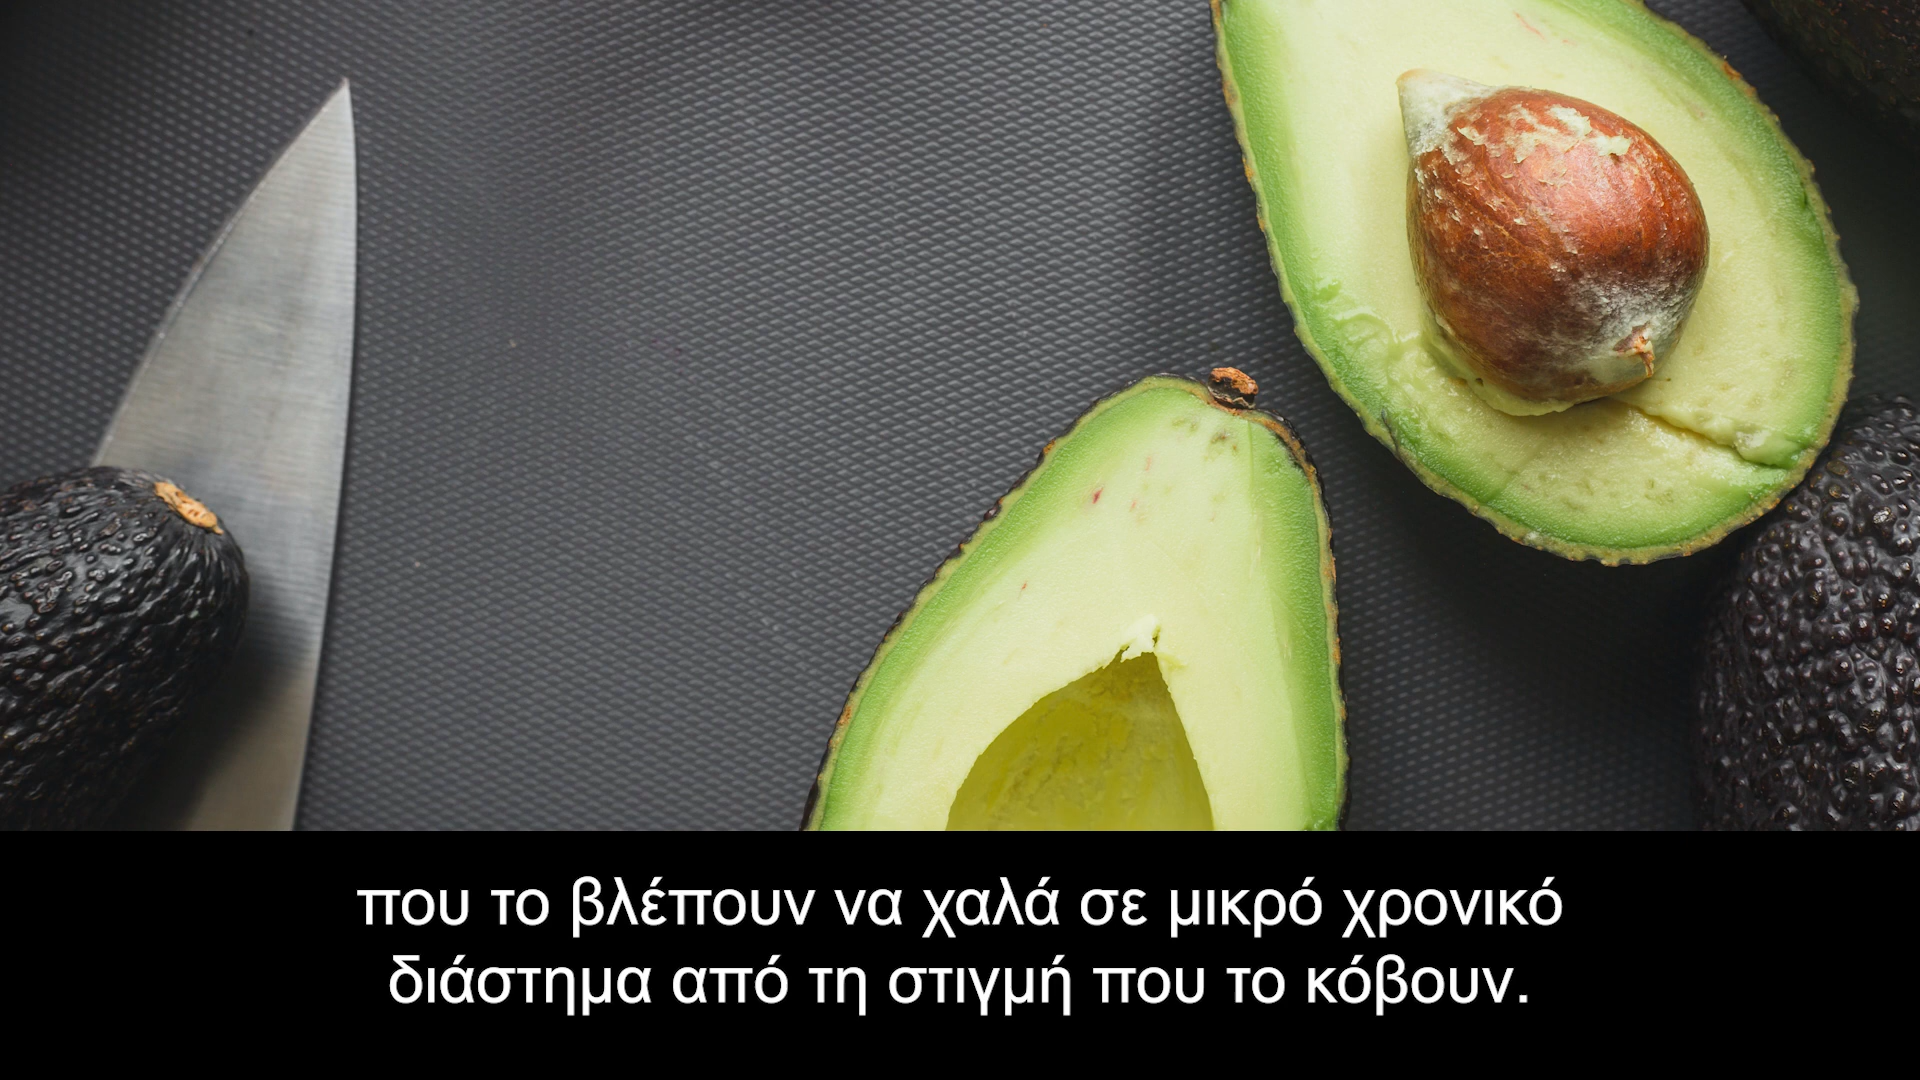 που το βλέπουν να χαλά σε μικρό χρονικό
διάστημα από τη στιγμή που το κόβουν.